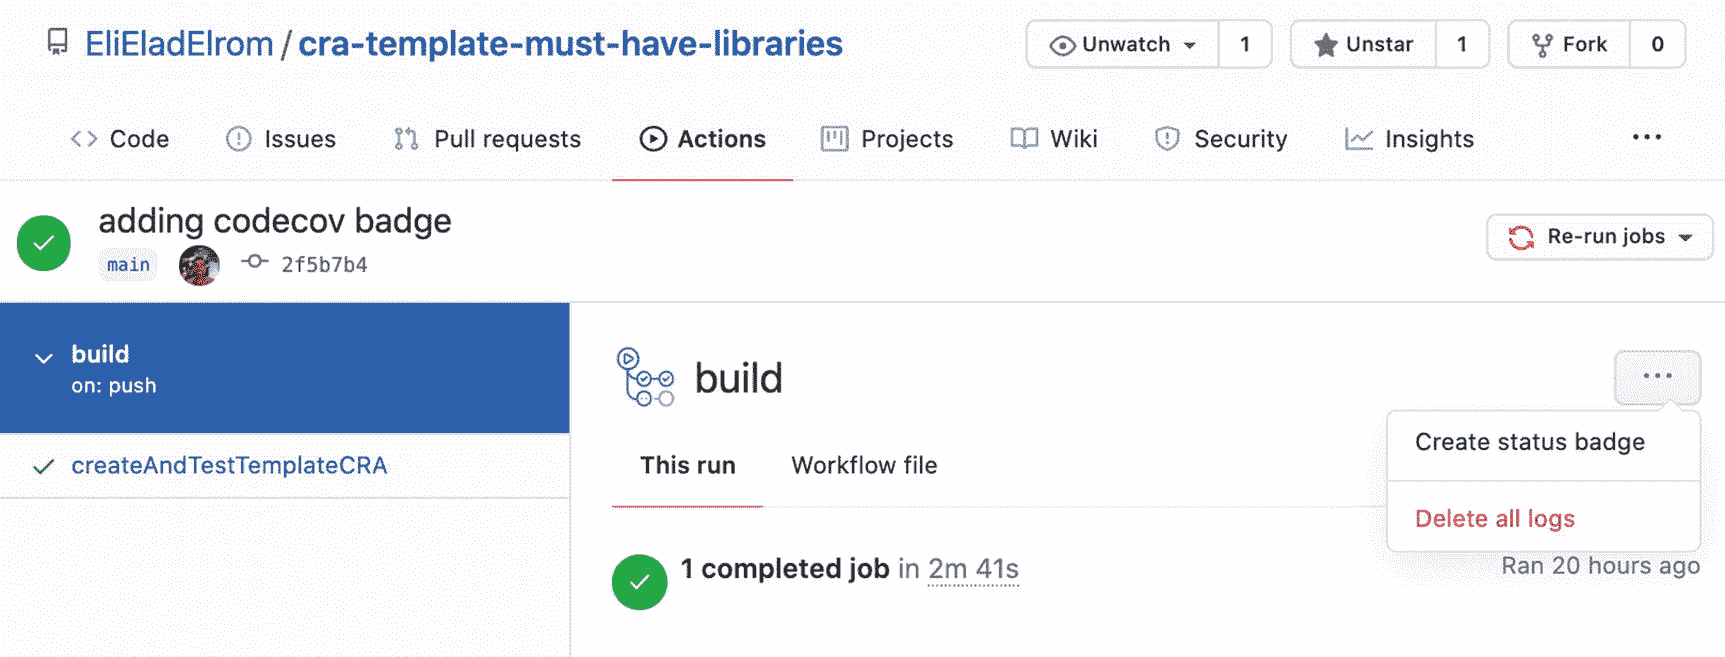 EliEladElrom / cra-template-must-have-libraries
Unwatch 1
Unstar 1
Fork 0
Code Issues Pull requests Actions Projects Wiki Security Insights ...
adding codecov badge
main 2f5b7b4
Re-run jobs
build
on: push
createAndTestTemplateCRA
build
...
Create status badge
Delete all logs
This run Workflow file
1 completed job in 2m 41s
Ran 20 hours ago